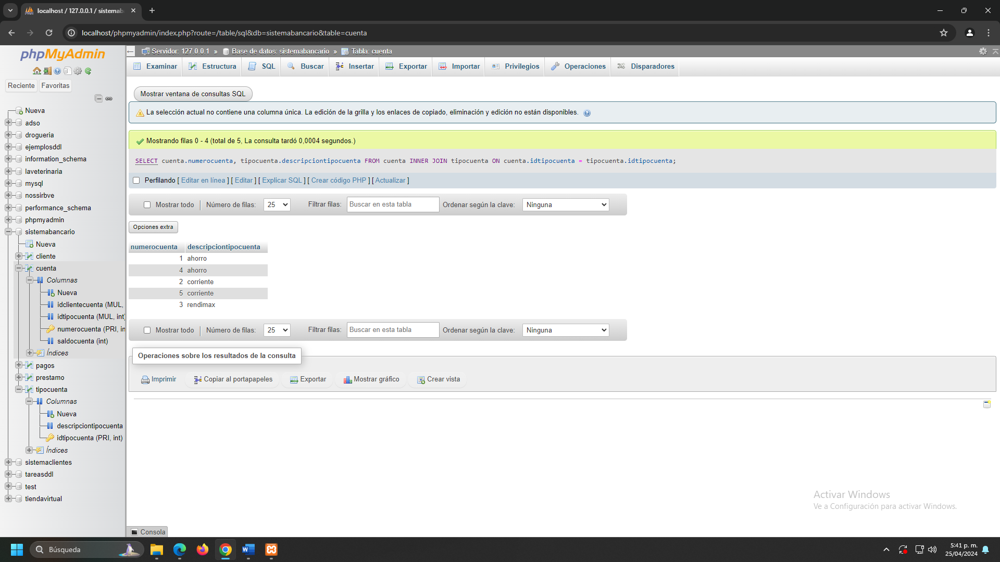 localhost / 127.0.0.1 / sistemab
localhost/phpmyadmin/index.php?route=/table/sql&db=sistemabancario&table=cuenta
phpMyAdmin
Reciente Favoritas
Nueva
adso
drogueria
ejemplosddl
information_schema
laveterinaria
mysql
nossirbve
performance_schema
phpmyadmin
sistemabancario
Nueva
cliente
cuenta
Columnas
Nueva
idclientecuenta (MUL,
idtipocuenta (MUL, int)
numerocuenta (PRI, in
saldocuenta (int)
Índices
pagos
prestamo
tipocuenta
Columnas
Nueva
descripciontipocuenta
idtipocuenta (PRI, int)
Índices
sistemaclientes
tareasddl
test
tiendavirtual
Servidor: 127.0.0.1 » Base de datos: sistemabancario » Tabla: cuenta
Examinar Estructura SQL Buscar Insertar Exportar Importar Privilegios Operaciones Disparadores
Mostrar ventana de consultas SQL
La selección actual no contiene una columna única. La edición de la grilla y los enlaces de copiado, eliminación y edición no están disponibles.
Mostrando filas 0 - 4 (total de 5, La consulta tardó 0,0004 segundos.)
SELECT cuenta.numerocuenta, tipocuenta.descripciontipocuenta FROM cuenta INNER JOIN tipocuenta ON cuenta.idtipocuenta = tipocuenta.idtipocuenta;
Perfilando [ Editar en línea ] [ Editar ] [ Explicar SQL ] [ Crear código PHP ] [ Actualizar ]
Mostrar todo Número de filas: 25 Filtrar filas: Buscar en esta tabla Ordenar según la clave: Ninguna
Opciones extra
numerocuenta descripciontipocuenta
1 ahorro
4 ahorro
2 corriente
5 corriente
3 rendimax
Mostrar todo Número de filas: 25 Filtrar filas: Buscar en esta tabla Ordenar según la clave: Ninguna
Operaciones sobre los resultados de la consulta
Imprimir Copiar al portapapeles Exportar Mostrar gráfico Crear vista
Activar Windows
Ve a Configuración para activar Windows.
Consola
Búsqueda
5:41 p. m.
25/04/2024